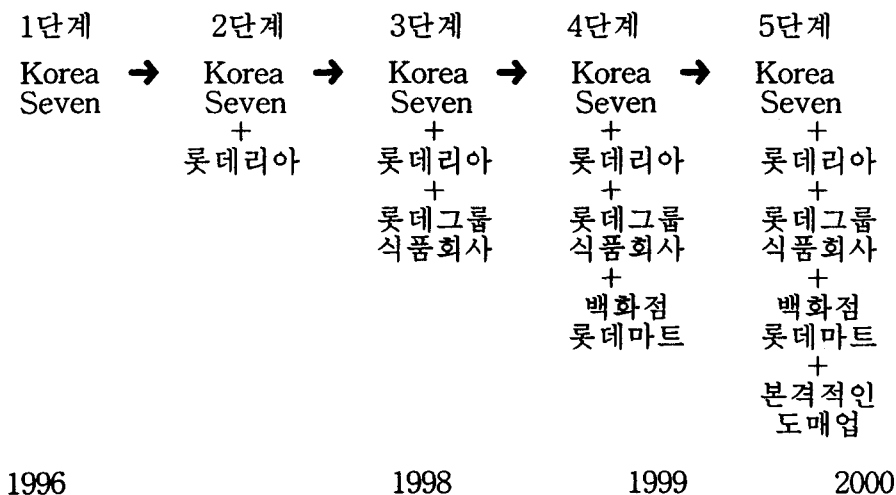 1단계 2단계 3단계 4단계 5단계
Korea → Korea → Korea → Korea → Korea
Seven Seven Seven Seven Seven
+ + + +
롯데리아 롯데리아 롯데리아 롯데리아
+ + +
롯데그룹 롯데그룹 롯데그룹
식품회사 식품회사 식품회사
+ +
백화점 백화점
롯데마트 롯데마트
+
본격적인
도매업
1996 1998 1999 2000